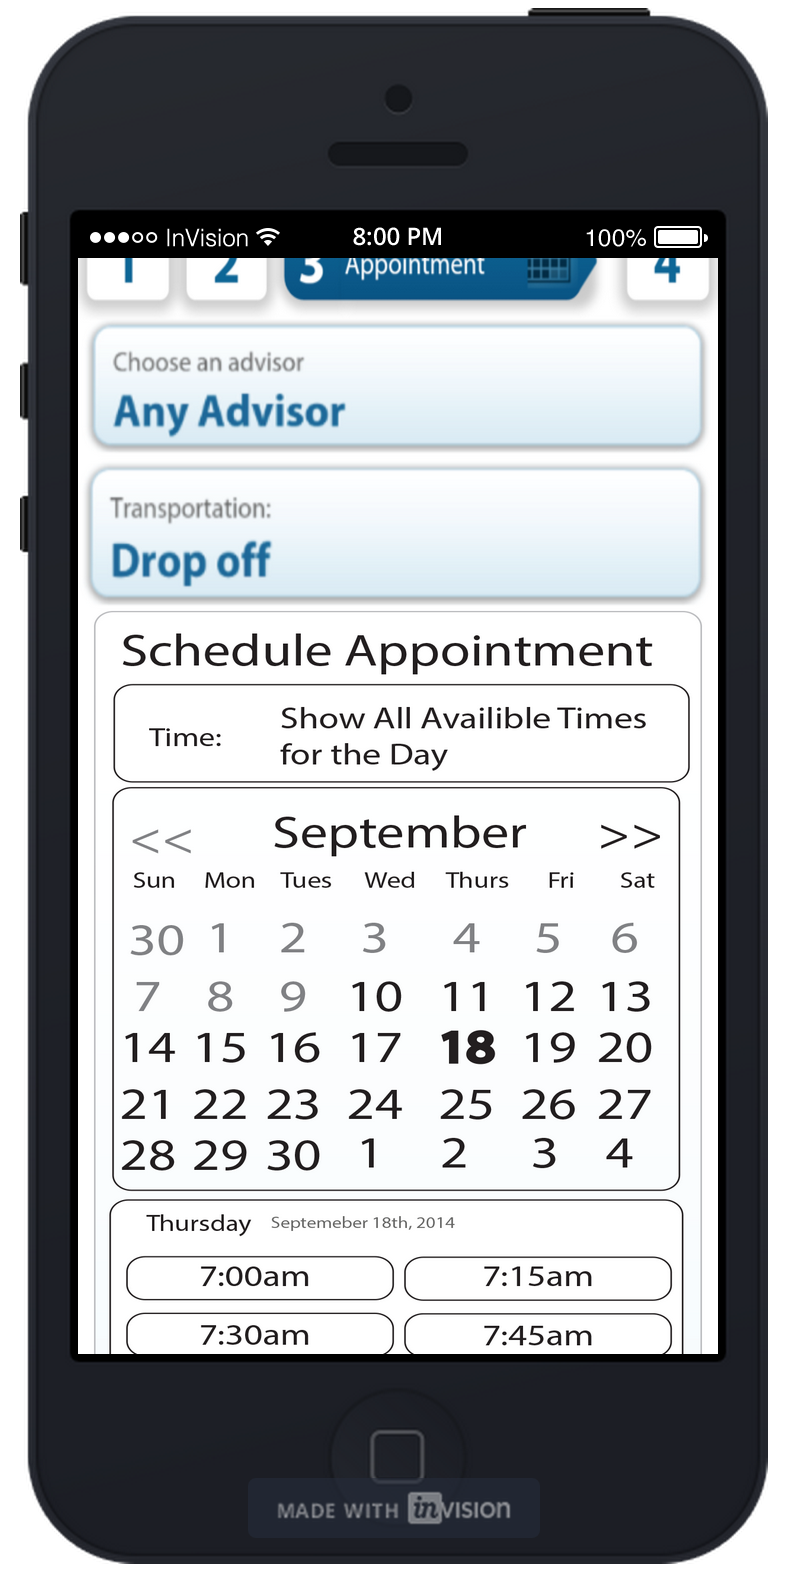 InVision 8:00 PM 100%
1 2 3 Appointment 4
Choose an advisor
Any Advisor
Transportation:
Drop off
Schedule Appointment
Time:
Show All Availible Times
for the Day
<< September >>
Sun Mon Tues Wed Thurs Fri Sat
30 1 2 3 4 5 6
7 8 9 10 11 12 13
14 15 16 17 18 19 20
21 22 23 24 25 26 27
28 29 30 1 2 3 4
Thursday Septemeber 18th, 2014
7:00am 7:15am
7:30am 7:45am
MADE WITH inVISION